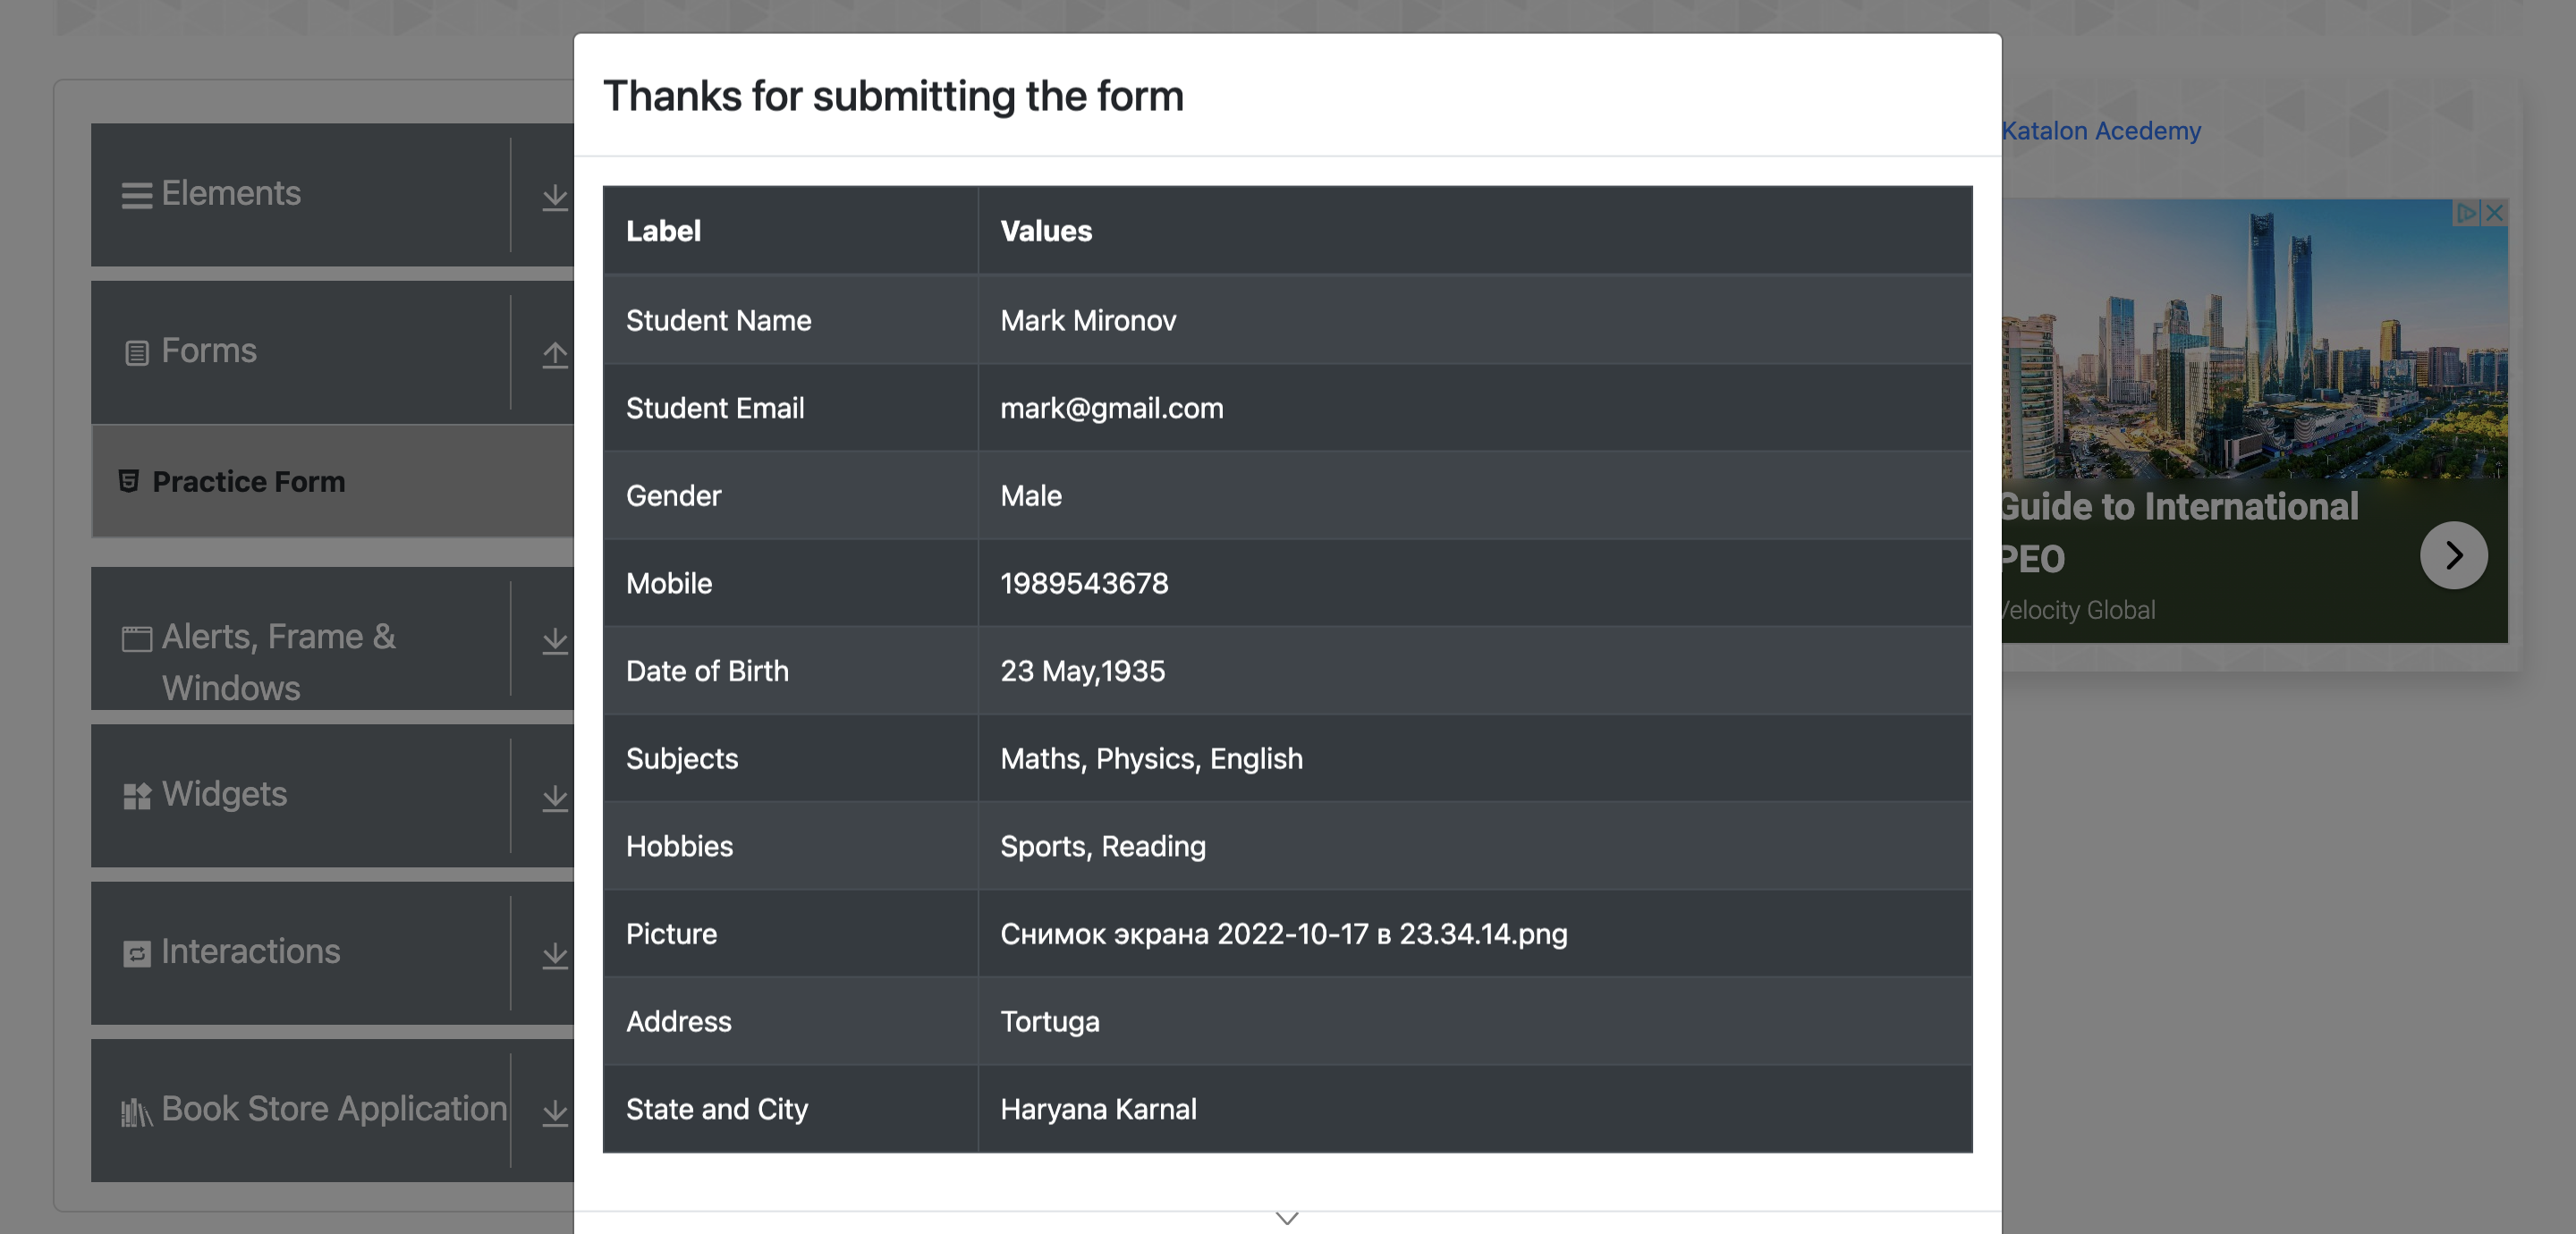 Elements
Forms
Practice Form
Alerts, Frame &
Windows
Widgets
Interactions
Book Store Application
Thanks for submitting the form
Label Values
Student Name Mark Mironov
Student Email mark@gmail.com
Gender Male
Mobile 1989543678
Date of Birth 23 May,1935
Subjects Maths, Physics, English
Hobbies Sports, Reading
Picture Снимок экрана 2022-10-17 в 23.34.14.png
Address Tortuga
State and City Haryana Karnal
Katalon Acedemy
Guide to International
PEO
Velocity Global